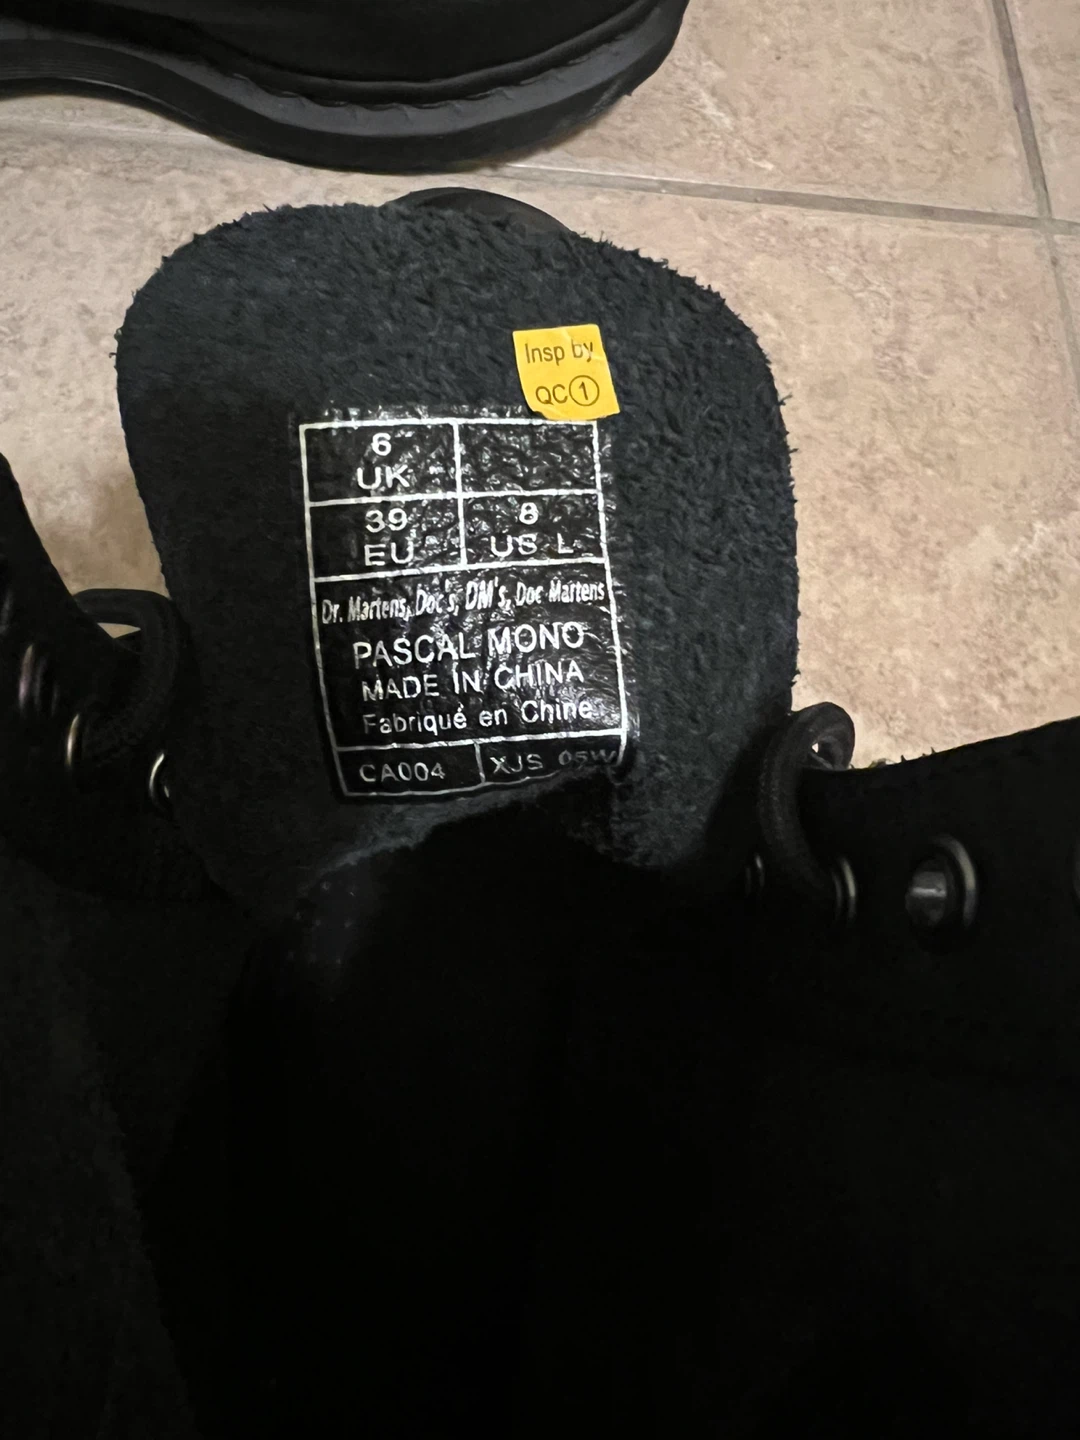 Insp by
QC①
6
UK
39
EU
8
US L
Dr. Martens, Doc's, DM's, Doc Martens
PASCAL MONO
MADE IN CHINA
Fabriqué en Chine
CA004
XJS 05W